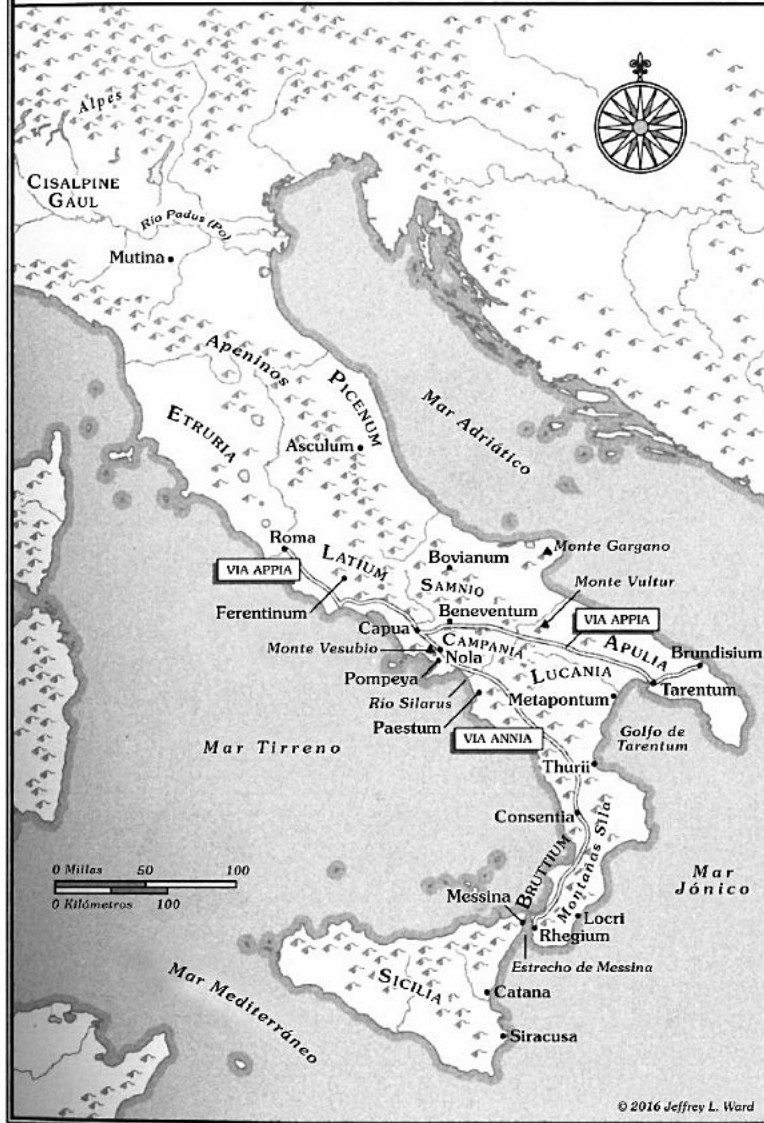 Alpes
CISALPINE
GAUL
Río Padus (Po)
Mutina
Apeninos
PICENUM
ETRURIA
Mar Adriático
Asculum
Roma
VIA APPIA
LATIUM
Ferentinum
Bovianum
SAMNIO
Monte Gargano
Monte Vultur
Beneventum
VIA APPIA
Capua
CAMPANIA
APULIA
Brundisium
Monte Vesubio
Nola
LUCANIA
Pompeya
Tarentum
Río Silarus
Metapontum
Paestum
Golfo de
Tarentum
Mar Tirreno
VIA ANNIA
Thurii
Consentia
Montañas Sila
BRUTTIUM
Mar
Jónico
0 Millas 50 100
0 Kilómetros 100
Messina
Locri
Rhegium
Estrecho de Messina
SICILIA
Mar Mediterráneo
Catana
Siracusa
© 2016 Jeffrey L. Ward